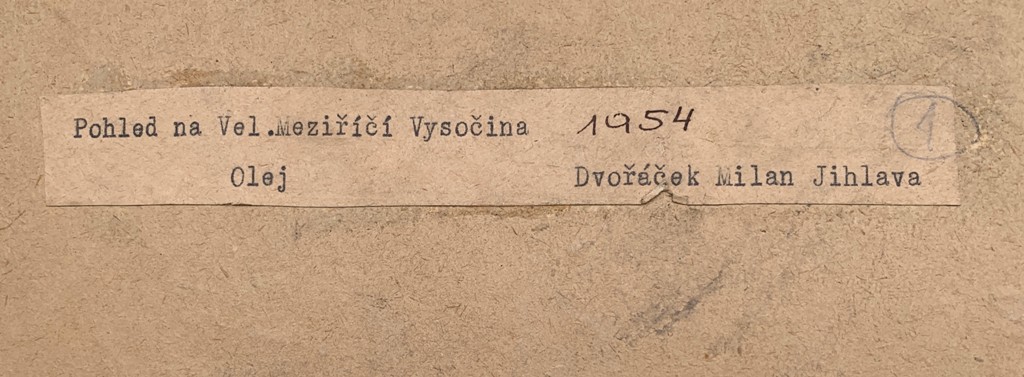 Pohled na Vel.Meziříčí Vysočina 1954 1
Olej Dvořáček Milan Jihlava